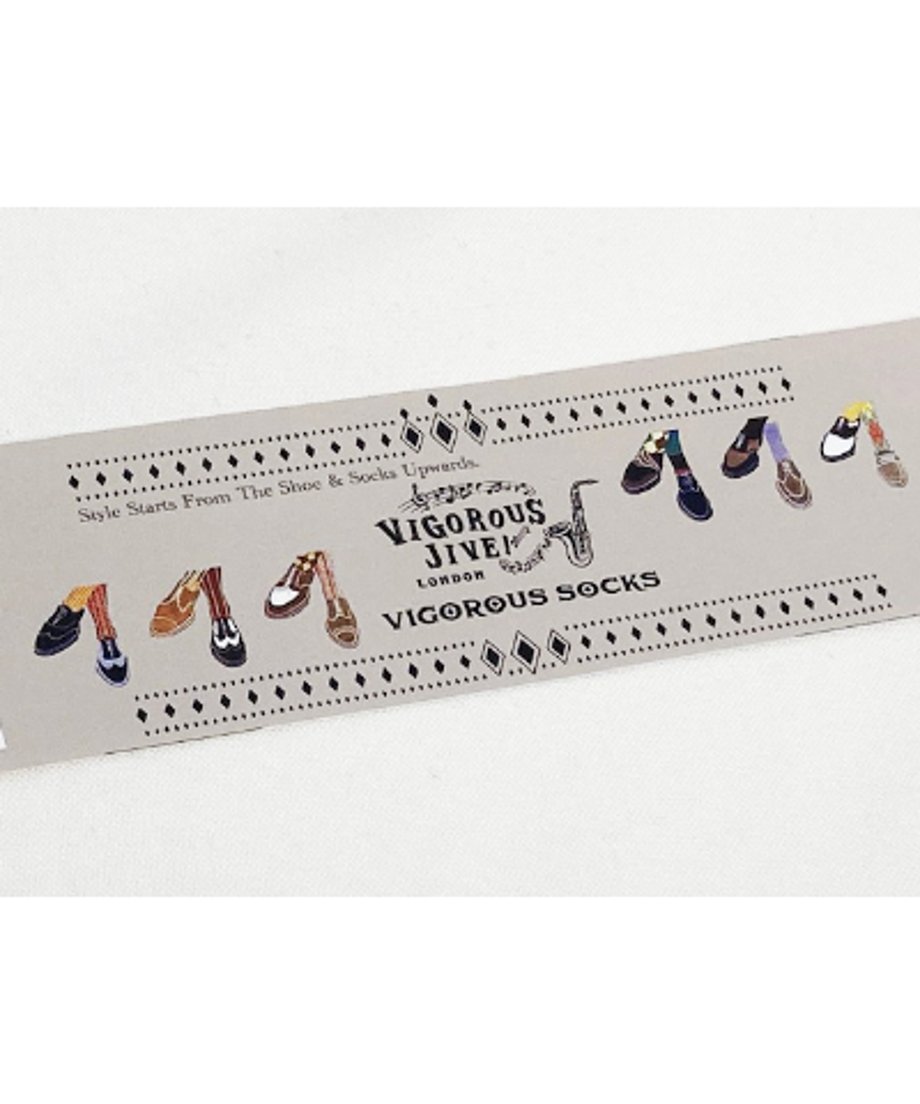 Style Starts From The Shoe & Socks Upwards.
VIGOROUS
JIVE!
LONDON
VIGOROUS SOCKS